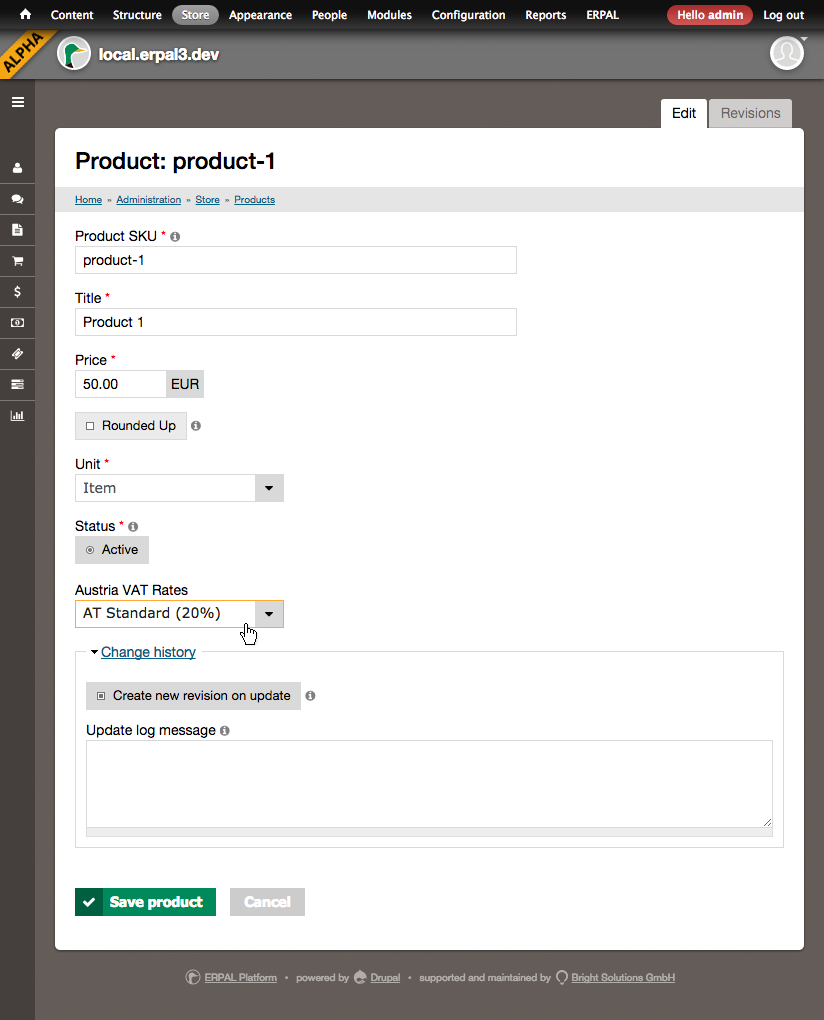 Content Structure Store Appearance People Modules Configuration Reports ERPAL Hello admin Log out
ALPHA
local.erpal3.dev
Edit Revisions
Product: product-1
Home » Administration » Store » Products
Product SKU *
product-1
Title *
Product 1
Price *
50.00 EUR
Rounded Up
Unit *
Item
Status *
Active
Austria VAT Rates
AT Standard (20%)
Change history
Create new revision on update
Update log message
Save product Cancel
ERPAL Platform • powered by Drupal • supported and maintained by Bright Solutions GmbH